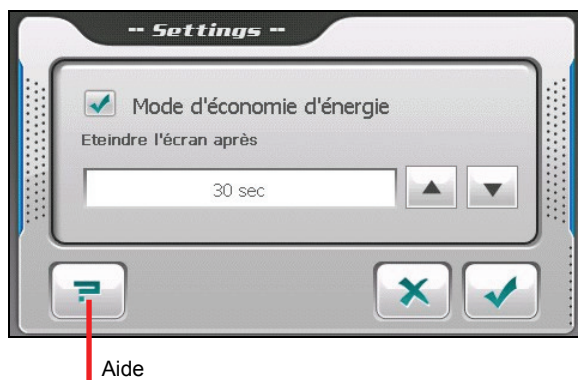 -- Settings --
Mode d'économie d'énergie
Eteindre l'écran après
30 sec
Aide